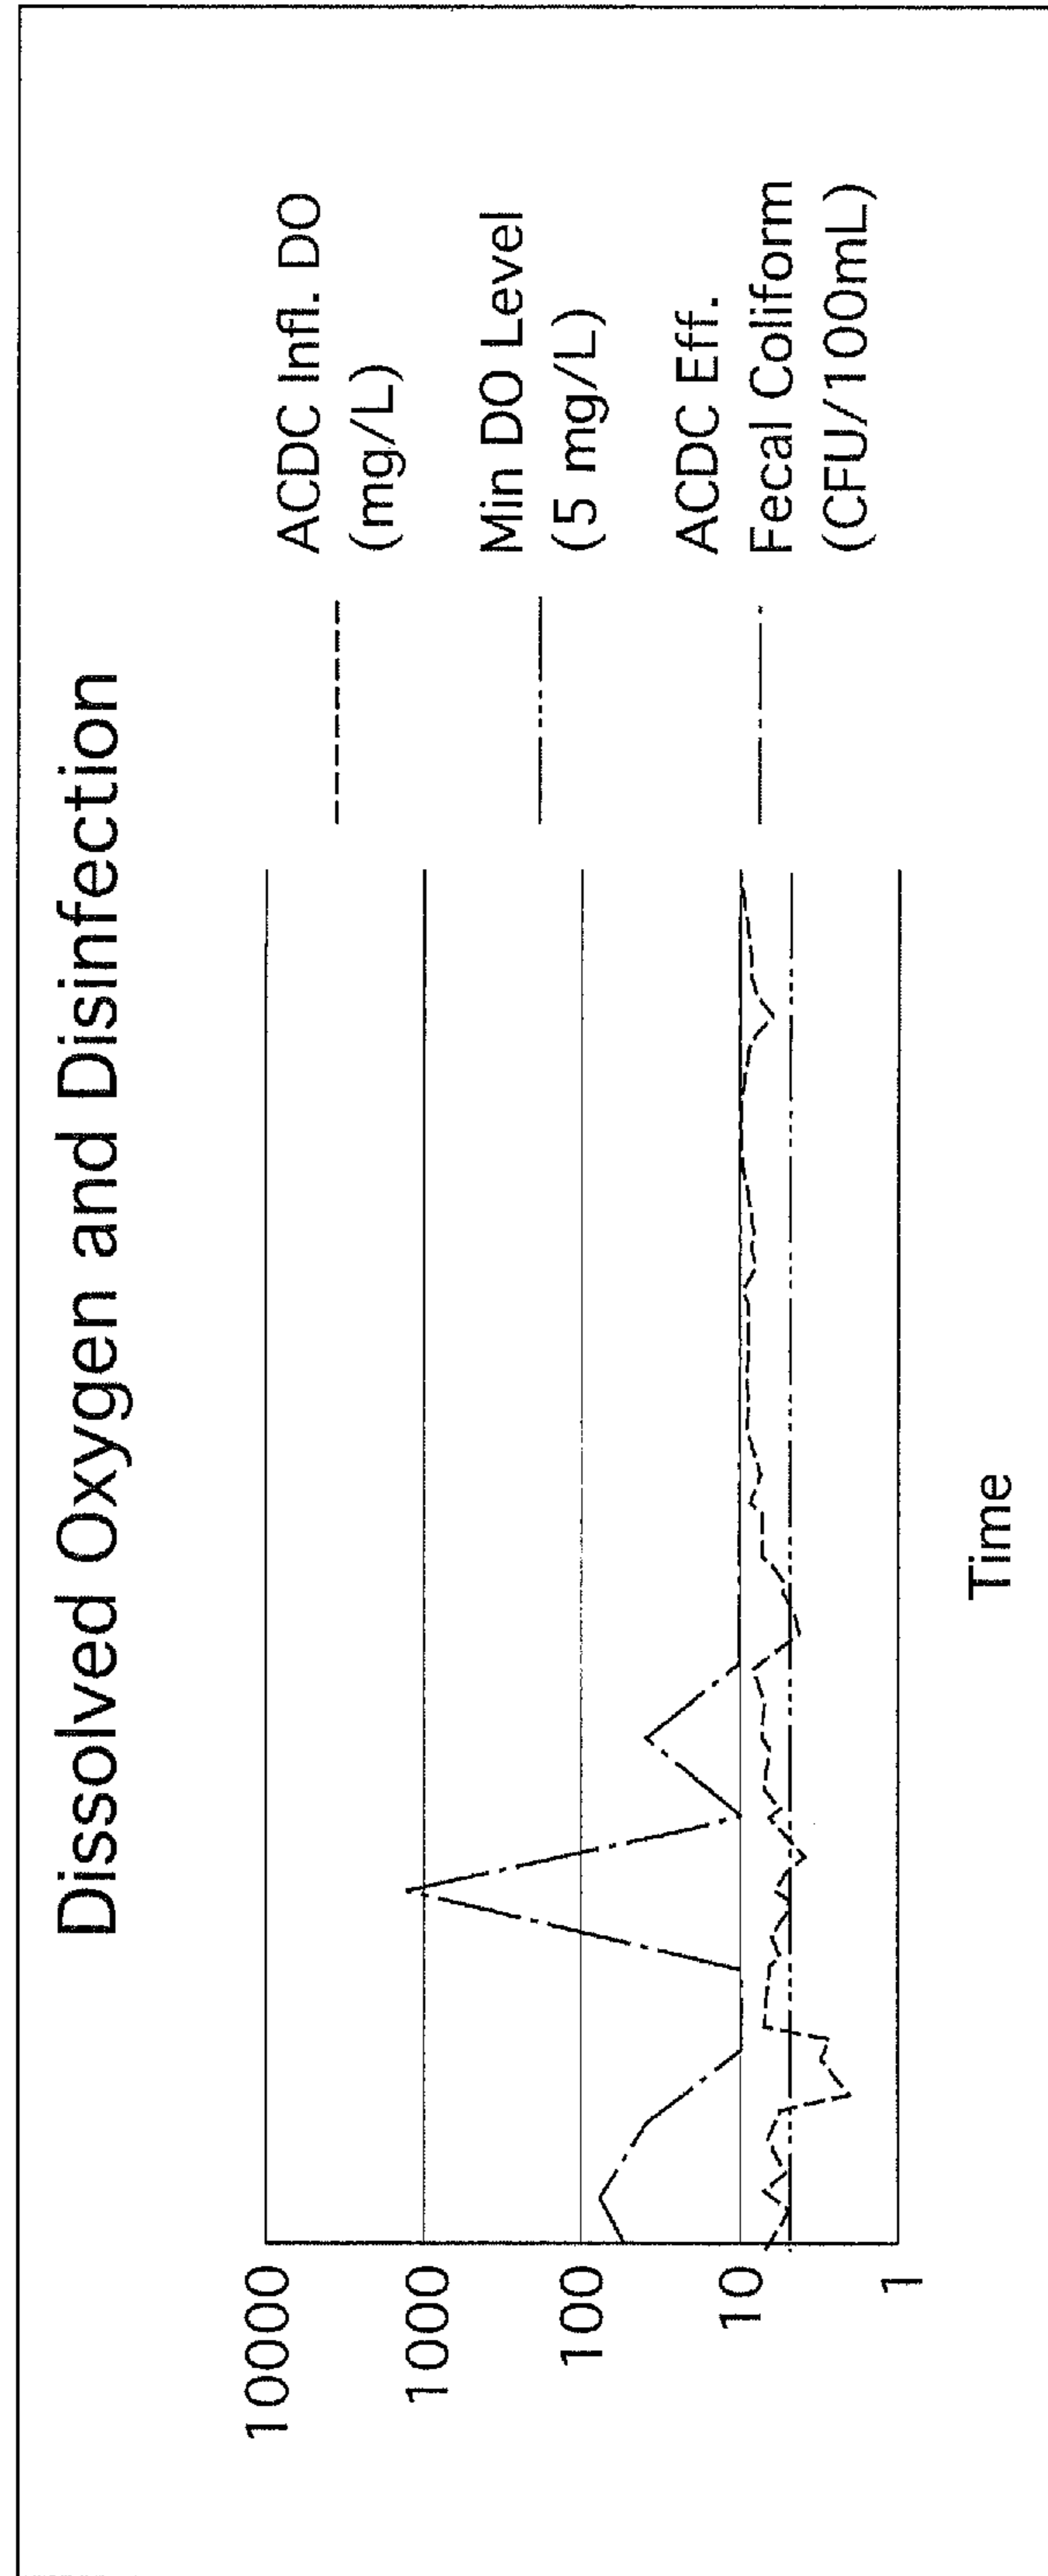 Dissolved Oxygen and Disinfection
10000
1000
100
10
1
Time
ACDC Infl. DO
(mg/L)
Min DO Level
(5 mg/L)
ACDC Eff.
Fecal Coliform
(CFU/100mL)